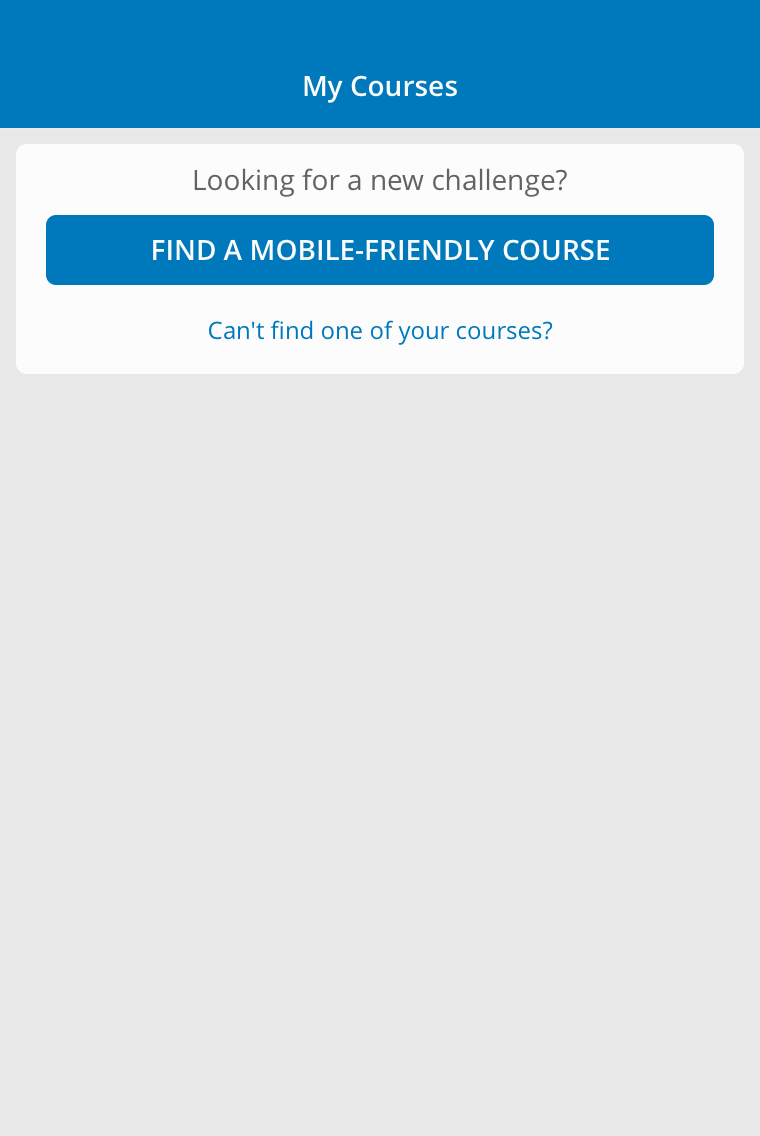 My Courses
Looking for a new challenge?
FIND A MOBILE-FRIENDLY COURSE
Can't find one of your courses?